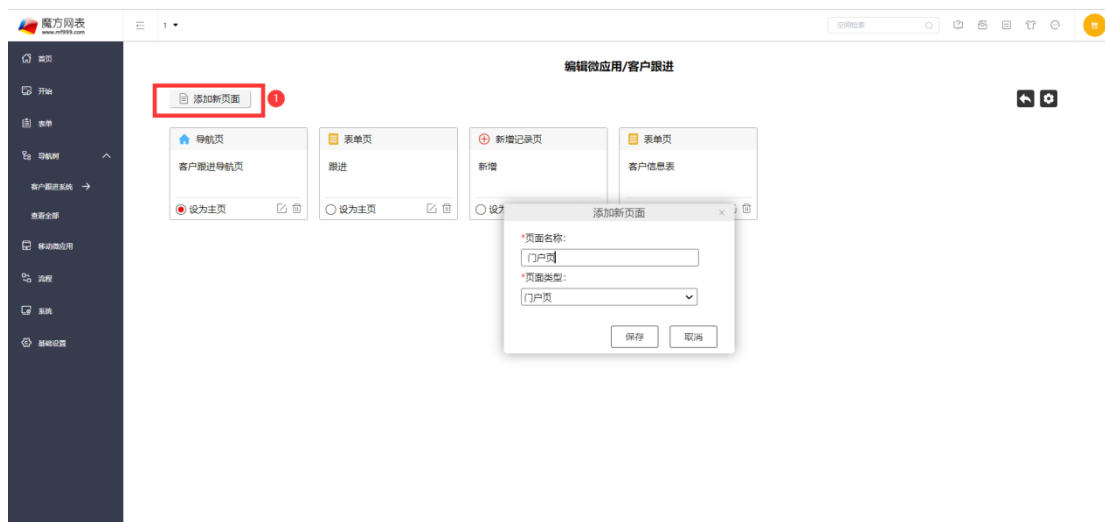 魔方网表
www.mf999.com
1
空间检索
首页
开始
表单
导航树
客户跟进系统
查看全部
移动微应用
流程
系统
基础设置
编辑微应用/客户跟进
添加新页面
1
导航页
客户跟进导航页
设为主页
表单页
跟进
设为主页
新增记录页
新增
设为
表单页
客户信息表
添加新页面
×
*页面名称:
门户页
*页面类型:
门户页
保存
取消